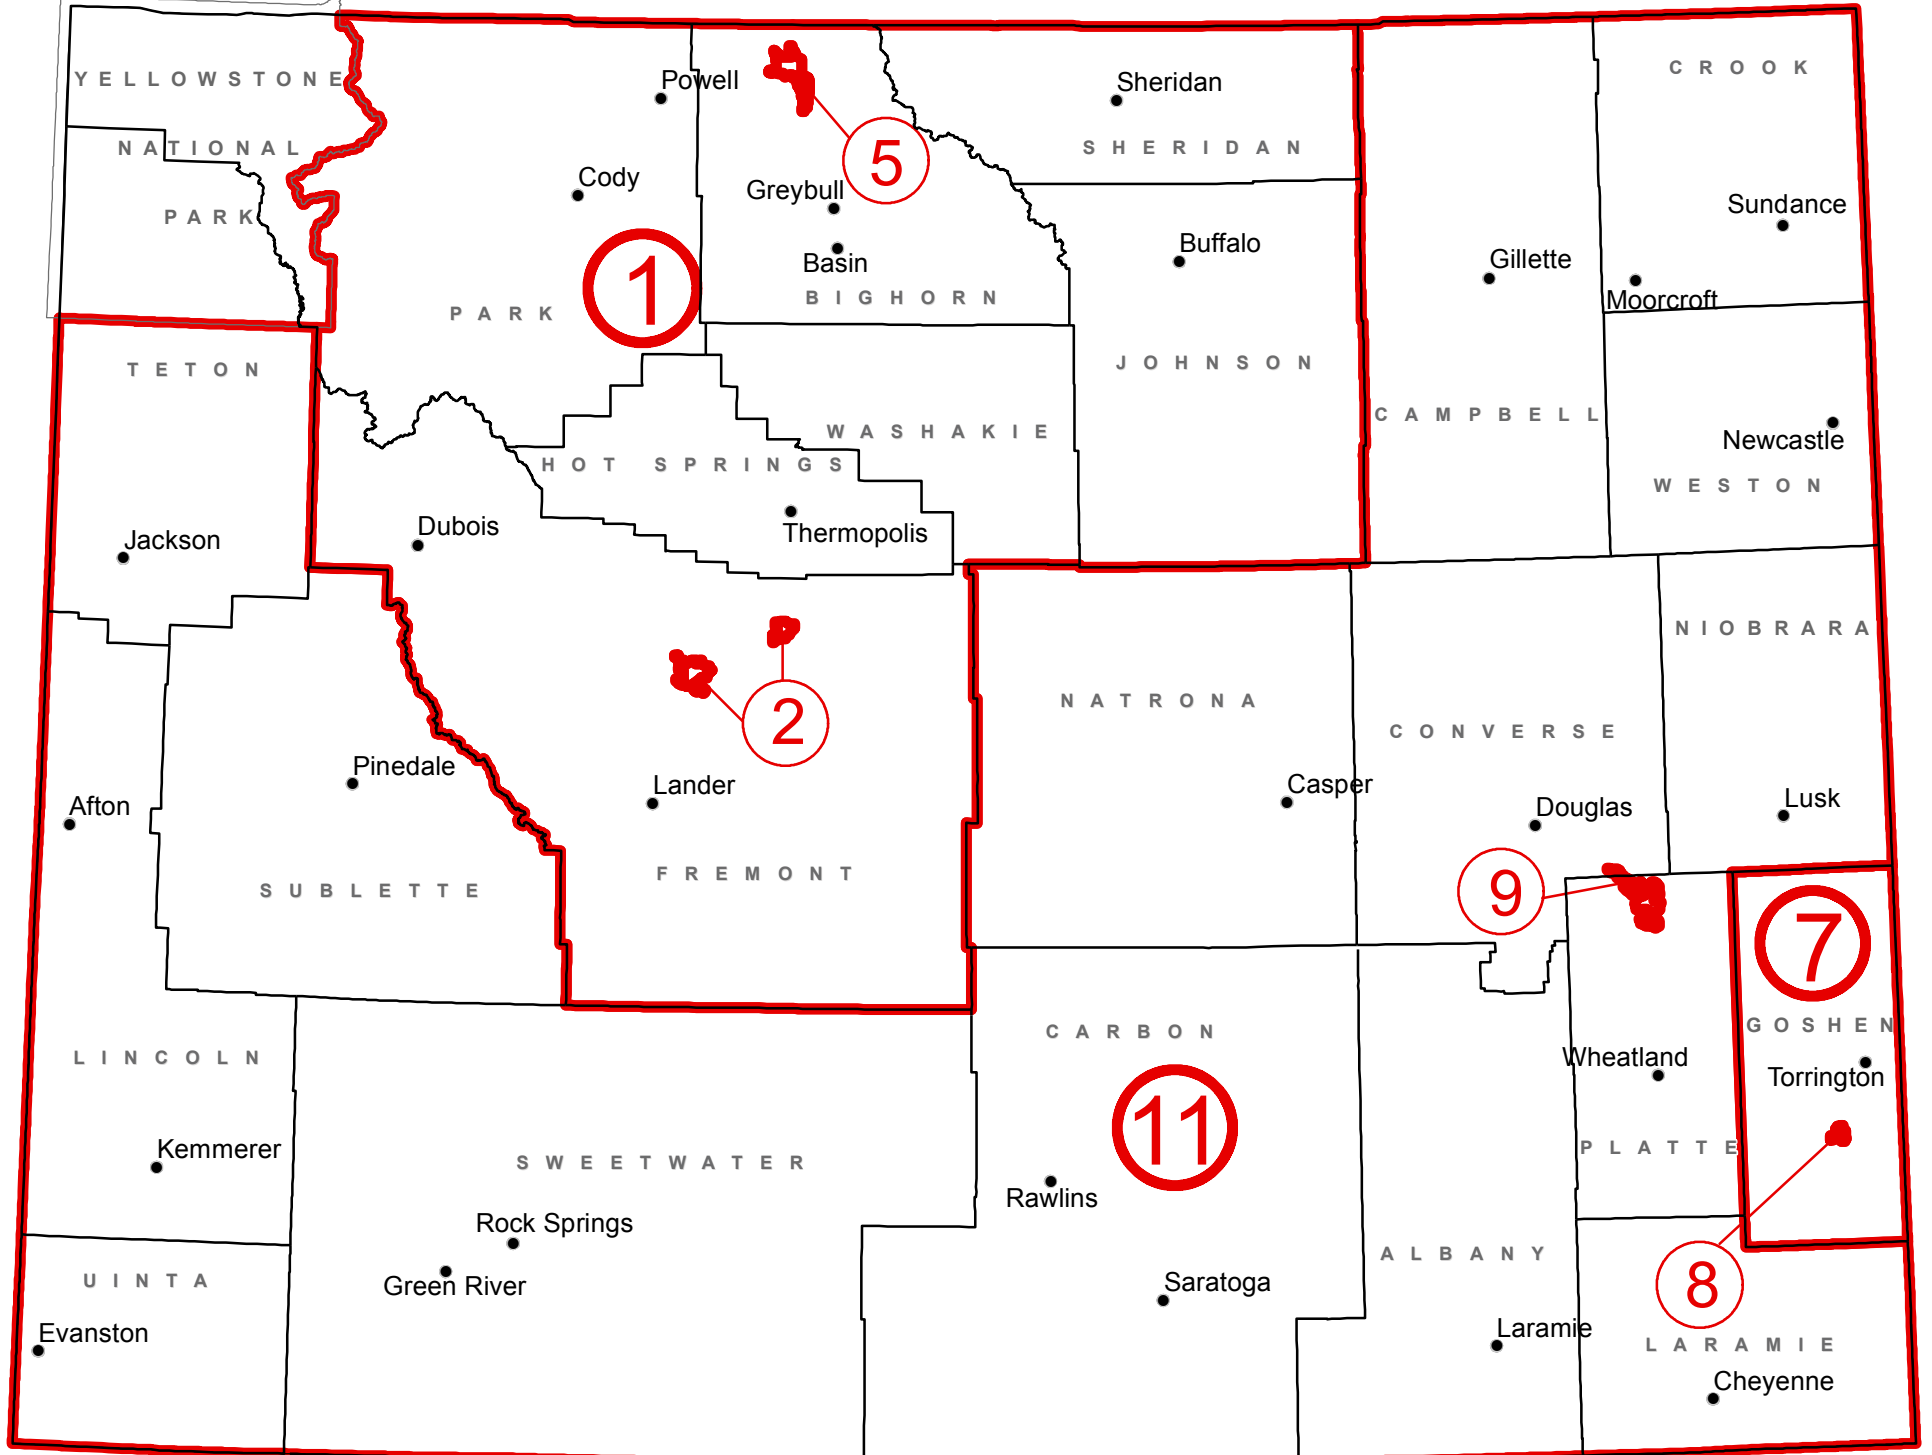 CROOK
YELLOWSTONE
Powell
Sheridan
NATIONAL
SHERIDAN
5
Cody
Greybull
PARK
Sundance
Buffalo
Gillette
Basin
1
BIGHORN
Moorcroft
PARK
TETON
JOHNSON
CAMPBELL
WASHAKIE
Newcastle
HOT SPRINGS
WESTON
Dubois
Thermopolis
Jackson
NIOBRARA
NATRONA
2
CONVERSE
Pinedale
Lander
Casper
Afton
Douglas
Lusk
FREMONT
SUBLETTE
9
7
GOSHEN
CARBON
LINCOLN
Wheatland
Torrington
11
Kemmerer
SWEETWATER
PLATTE
Rawlins
Rock Springs
ALBANY
UINTA
Green River
Saratoga
8
Evanston
Laramie
LARAMIE
Cheyenne